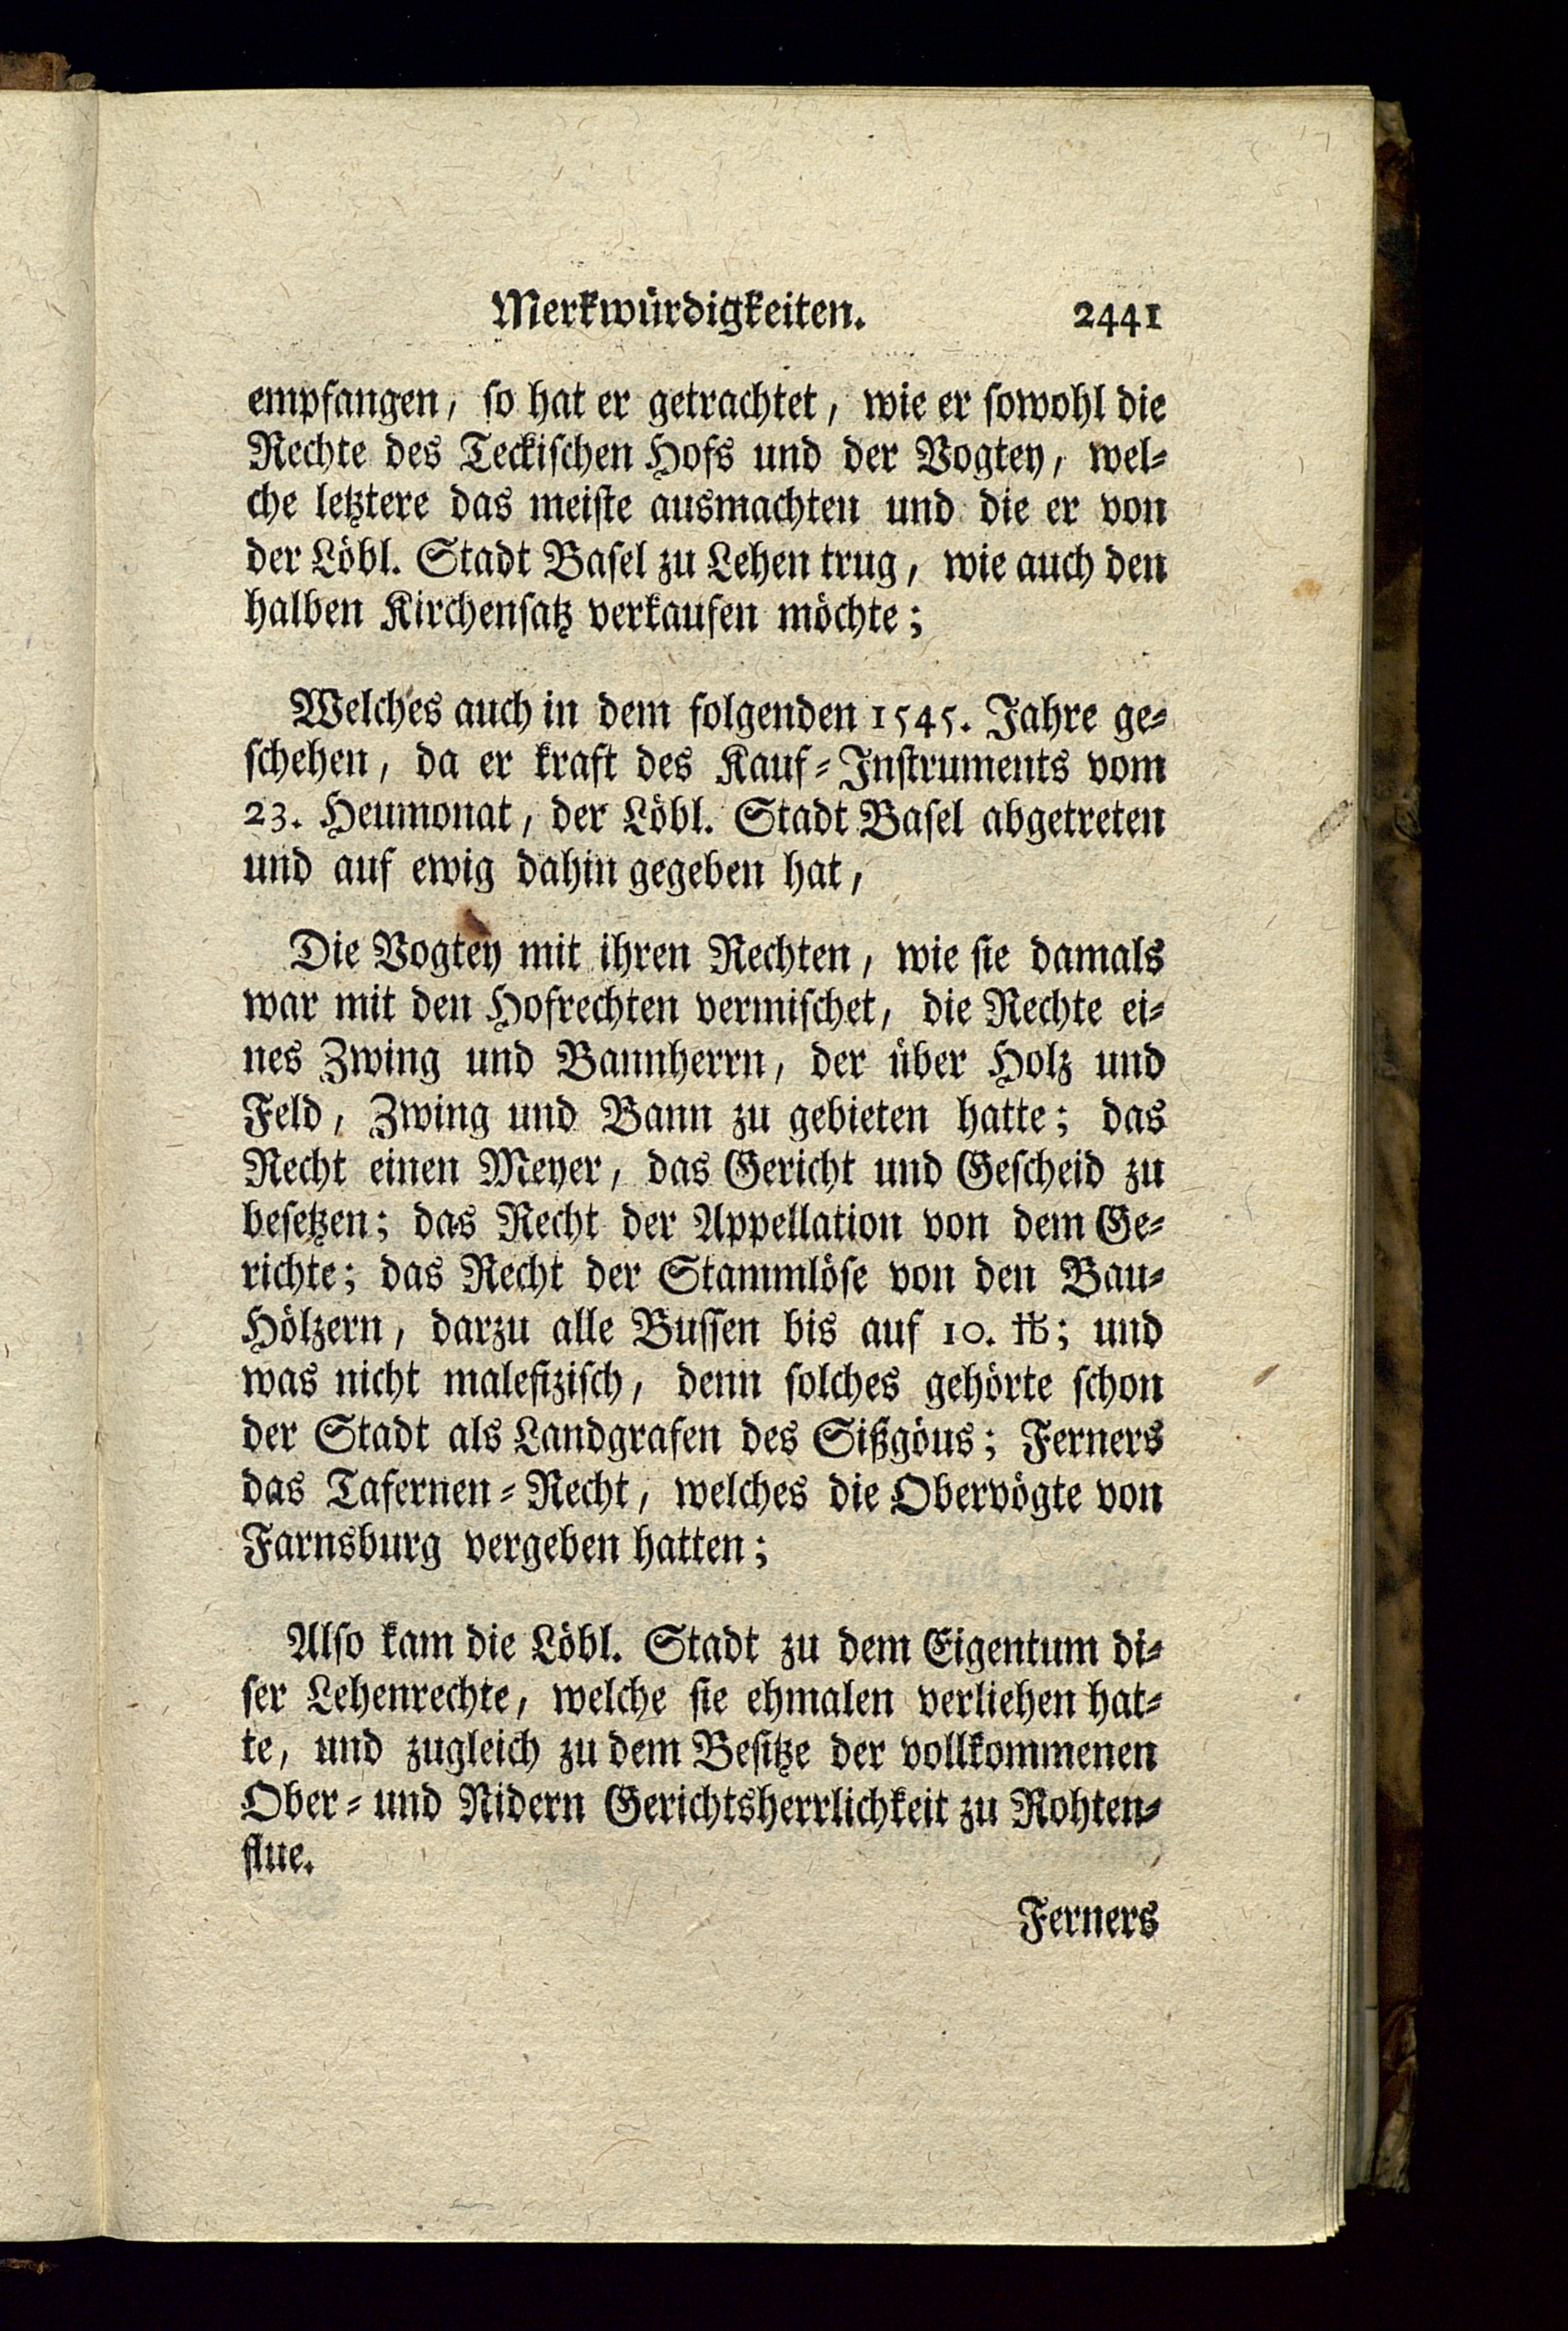 Merkwürdigkeiten. 2441
empfangen, ſo hat er getrachtet, wie er ſowohl die
Rechte des Teckiſchen Hofs und der Vogtey, wel⸗
che letztere das meiſte ausmachten und die er von
der Löbl. Stadt Baſel zu Lehen trug, wie auch den
halben Kirchenſatz verkaufen möchte;
Welches auch in dem folgenden 1545. Jahre ge⸗
ſchehen, da er kraft des Kauf⸗Inſtruments vom
23. Heumonat, der Löbl. Stadt Baſel abgetreten
und auf ewig dahin gegeben hat,
Die Vogtey mit ihren Rechten, wie ſie damals
war mit den Hofrechten vermiſchet, die Rechte ei⸗
nes Zwing und Bannherrn, der über Holz und
Feld, Zwing und Bann zu gebieten hatte; das
Recht einen Meyer, das Gericht und Geſcheid zu
beſetzen; das Recht der Appellation von dem Ge⸗
richte; das Recht der Stammlöſe von den Bau⸗
Hölzern, darzu alle Buſſen bis auf 10. ℔; und
was nicht malefiziſch, denn ſolches gehörte ſchon
der Stadt als Landgrafen des Sißgöus; Ferners
das Tafernen⸗Recht, welches die Obervögte von
Farnsburg vergeben hatten;
Alſo kam die Löbl. Stadt zu dem Eigentum di⸗
ſer Lehenrechte, welche ſie ehmalen verliehen hat⸗
te, und zugleich zu dem Beſitze der vollkommenen
Ober⸗ und Nidern Gerichtsherrlichkeit zu Rohten⸗
flue.
Ferners